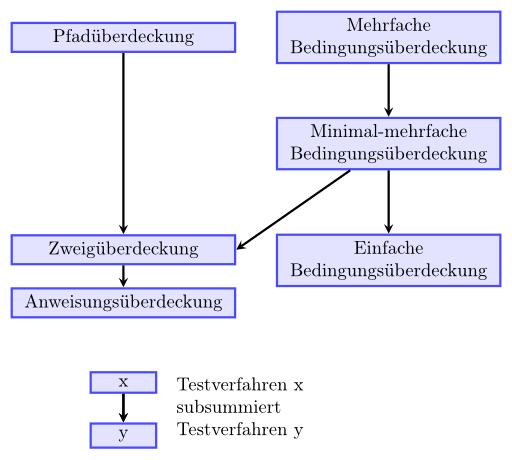 Pfadüberdeckung
Mehrfache
Bedingungsüberdeckung
Minimal-mehrfache
Bedingungsüberdeckung
Zweigüberdeckung
Einfache
Bedingungsüberdeckung
Anweisungsüberdeckung
x
Testverfahren x
subsummiert
Testverfahren y
y